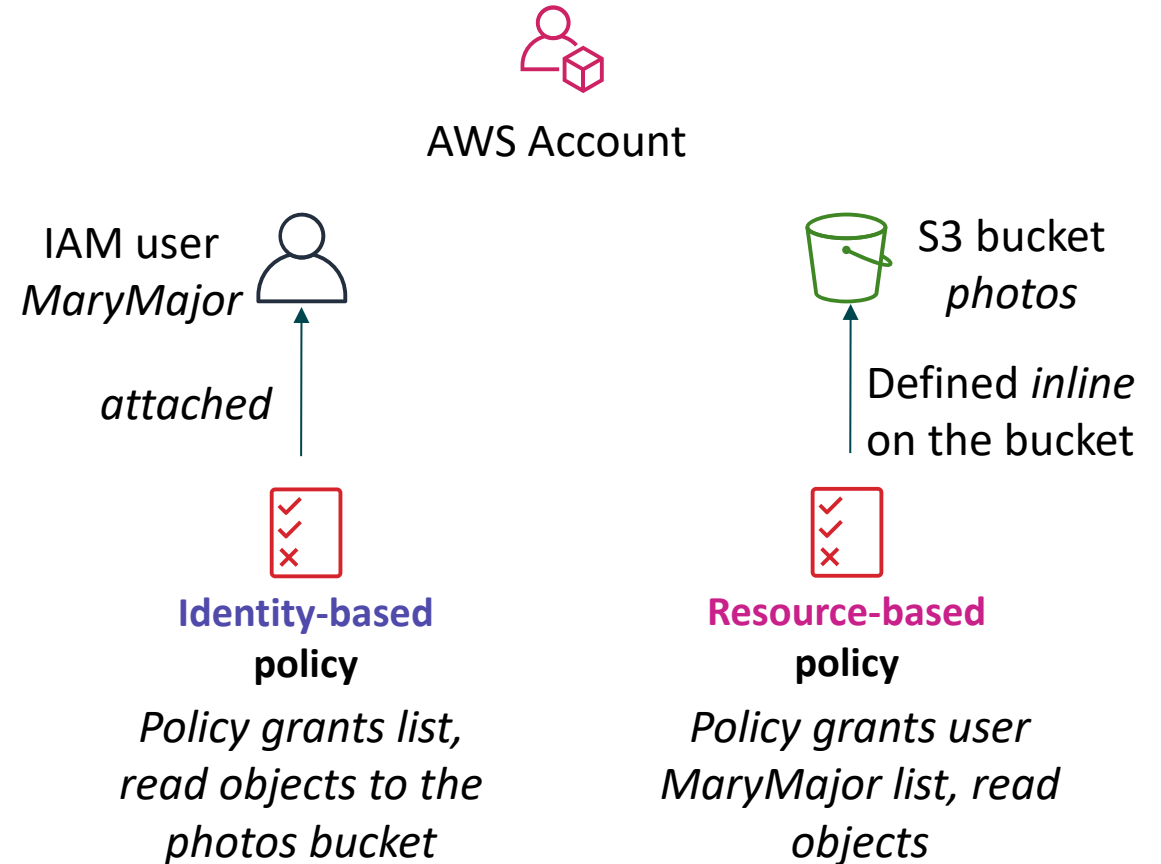 AWS Account
IAM user
MaryMajor
S3 bucket
photos
attached
Defined inline
on the bucket
Identity-based
policy
Policy grants list,
read objects to the
photos bucket
Resource-based
policy
Policy grants user
MaryMajor list, read
objects